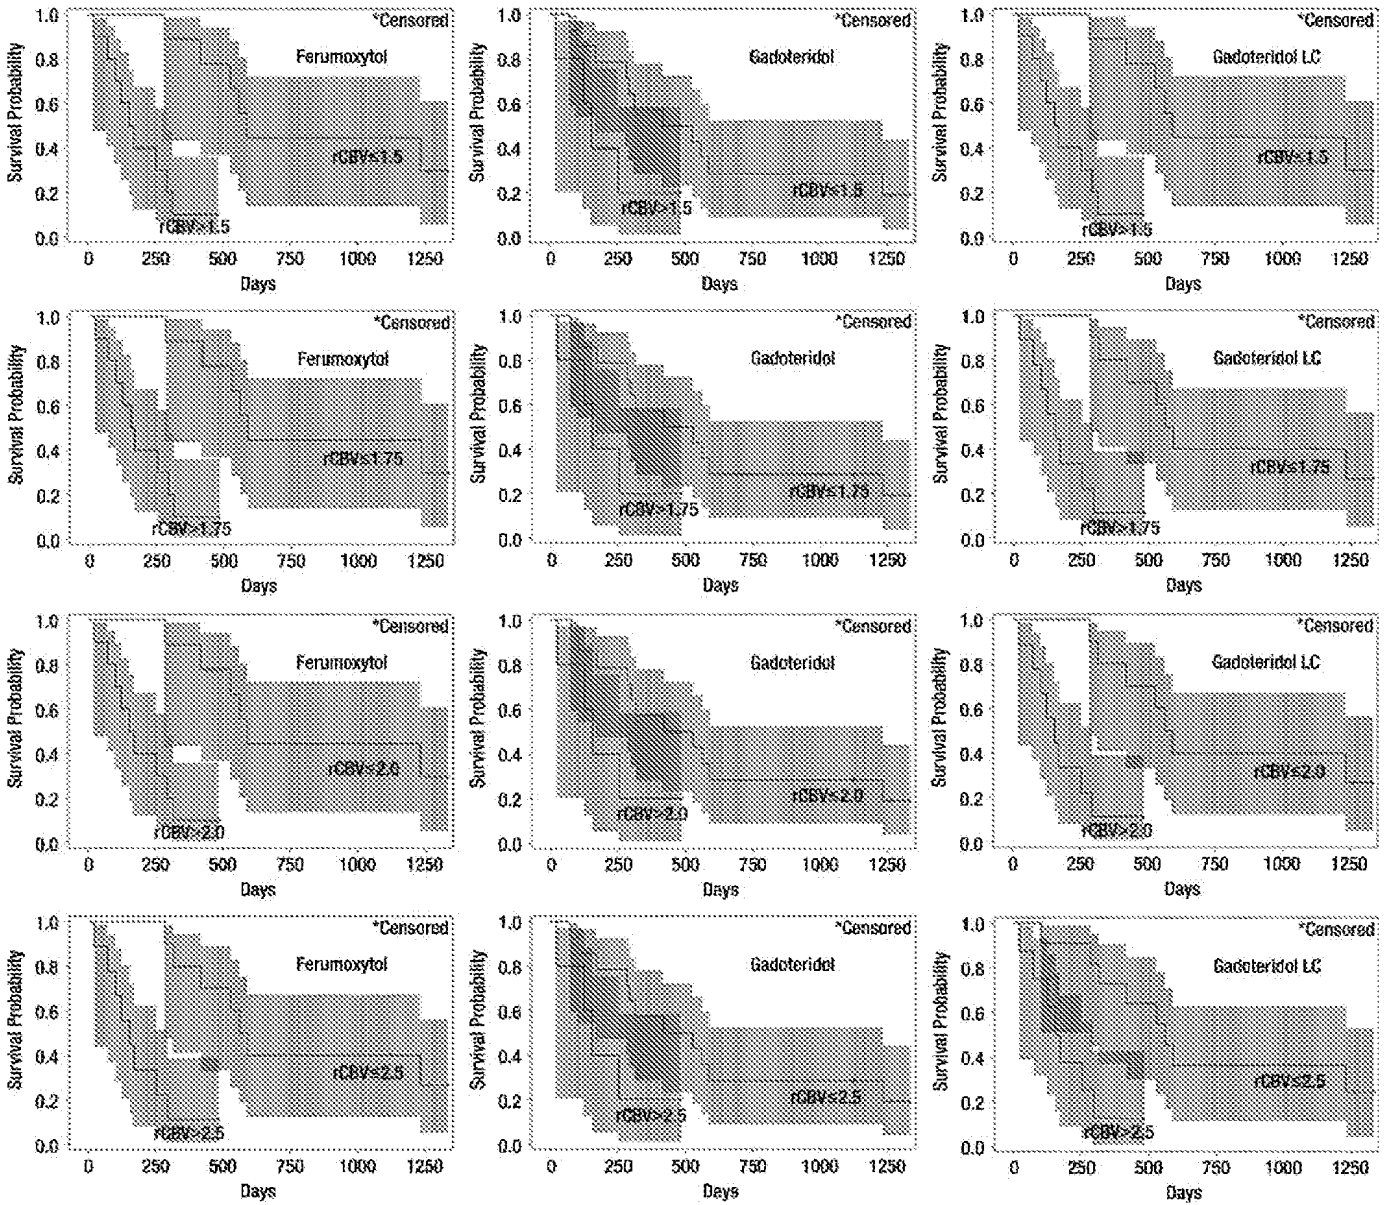 *Censored
Survival Probability
Ferumoxytol
rCBV≤1.5
rCBV>1.5
1.0
0.8
0.6
0.4
0.2
0.0
0 250 500 750 1000 1250
Days
*Censored
Survival Probability
Gadoteridol
rCBV≤1.5
rCBV>1.5
1.0
0.8
0.6
0.4
0.2
0.0
0 250 500 750 1000 1250
Days
*Censored
Survival Probability
Gadoteridol LC
rCBV≤1.5
rCBV>1.5
1.0
0.8
0.6
0.4
0.2
0.0
0 250 500 750 1000 1250
Days
*Censored
Survival Probability
Ferumoxytol
rCBV≤1.75
rCBV>1.75
1.0
0.8
0.6
0.4
0.2
0.0
0 250 500 750 1000 1250
Days
*Censored
Survival Probability
Gadoteridol
rCBV≤1.75
rCBV>1.75
1.0
0.8
0.6
0.4
0.2
0.0
0 250 500 750 1000 1250
Days
*Censored
Survival Probability
Gadoteridol LC
rCBV≤1.75
rCBV>1.75
1.0
0.8
0.6
0.4
0.2
0.0
0 250 500 750 1000 1250
Days
*Censored
Survival Probability
Ferumoxytol
rCBV≤2.0
rCBV>2.0
1.0
0.8
0.6
0.4
0.2
0.0
0 250 500 750 1000 1250
Days
*Censored
Survival Probability
Gadoteridol
rCBV≤2.0
rCBV>2.0
1.0
0.8
0.6
0.4
0.2
0.0
0 250 500 750 1000 1250
Days
*Censored
Survival Probability
Gadoteridol LC
rCBV≤2.0
rCBV>2.0
1.0
0.8
0.6
0.4
0.2
0.0
0 250 500 750 1000 1250
Days
*Censored
Survival Probability
Ferumoxytol
rCBV≤2.5
rCBV>2.5
1.0
0.8
0.6
0.4
0.2
0.0
0 250 500 750 1000 1250
Days
*Censored
Survival Probability
Gadoteridol
rCBV≤2.5
rCBV>2.5
1.0
0.8
0.6
0.4
0.2
0.0
0 250 500 750 1000 1250
Days
*Censored
Survival Probability
Gadoteridol LC
rCBV≤2.5
rCBV>2.5
1.0
0.8
0.6
0.4
0.2
0.0
0 250 500 750 1000 1250
Days